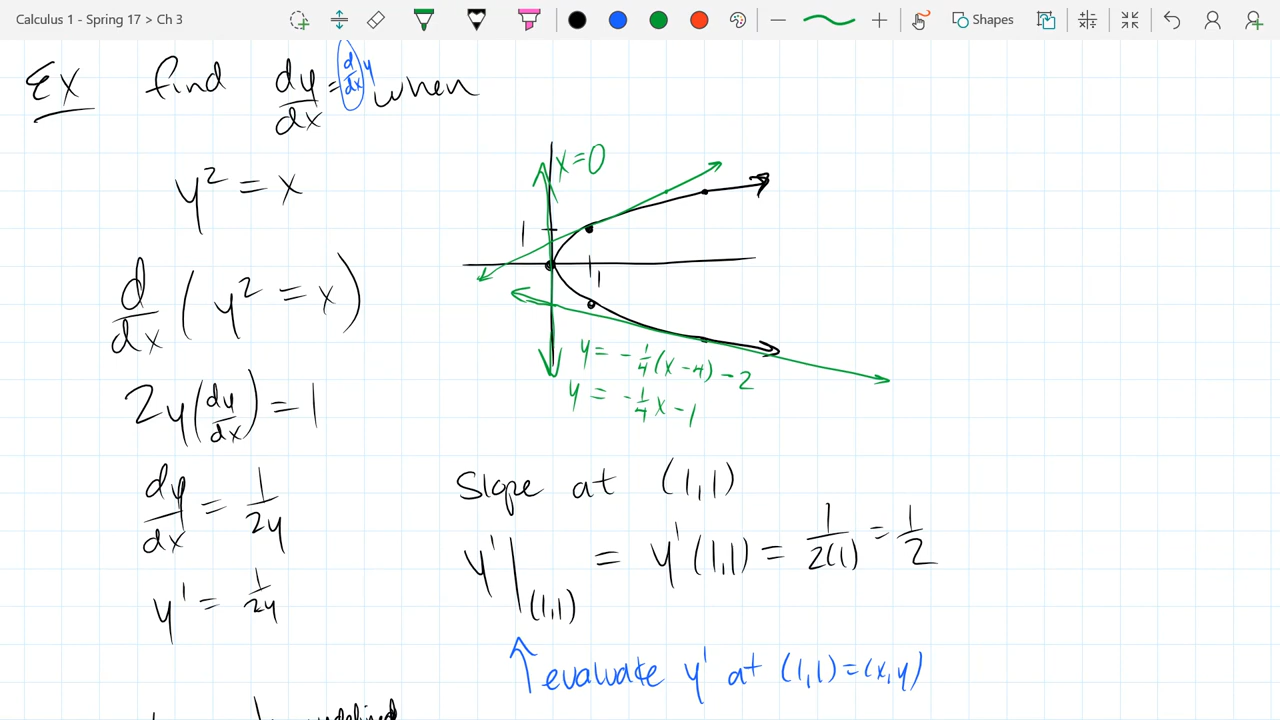 Calculus 1 - Spring 17 > Ch 3
Shapes
Ex find dy/dx = d/dx y when
y² = x
d/dx (y² = x)
2y(dy/dx) = 1
dy/dx = 1/2y
y' = 1/2y
x=0
1
1
y = -1/4(x-4)-2
y = -1/4x-1
Slope at (1,1)
y'|(1,1) = y'(1,1) = 1/2(1) = 1/2
↑ evaluate y' at (1,1)=(x,y)